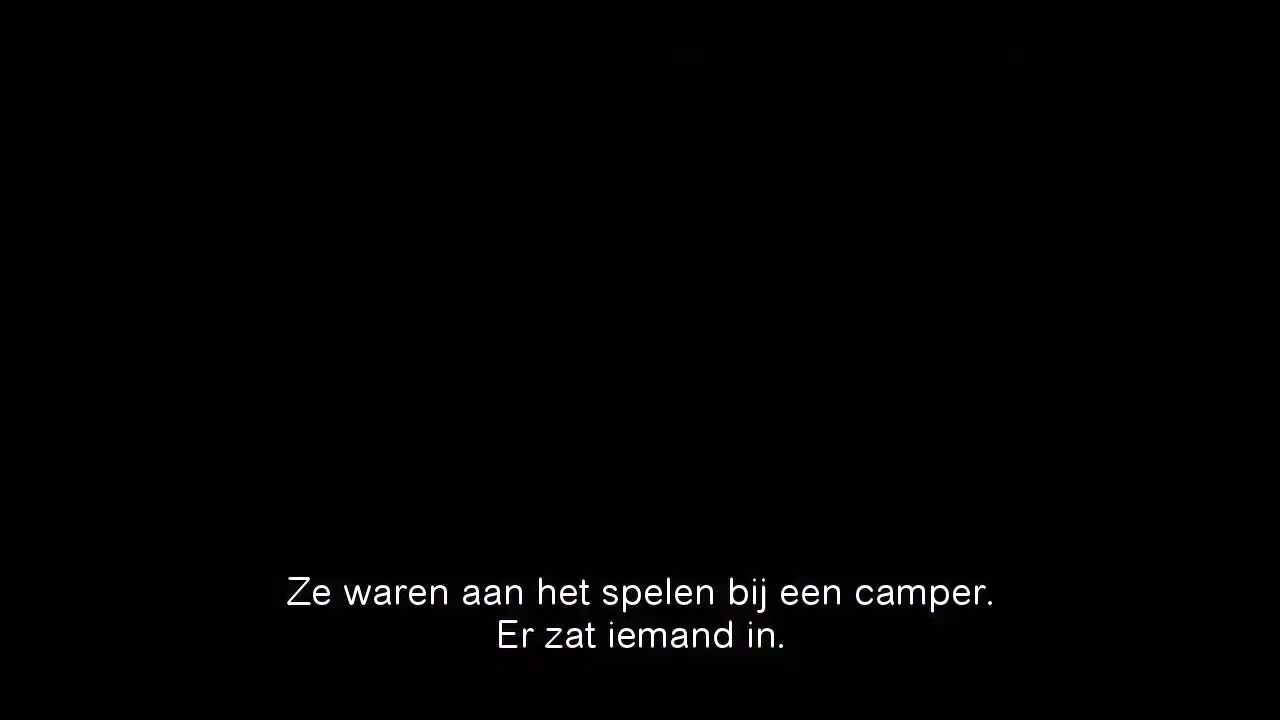 Ze waren aan het spelen bij een camper.
Er zat iemand in.